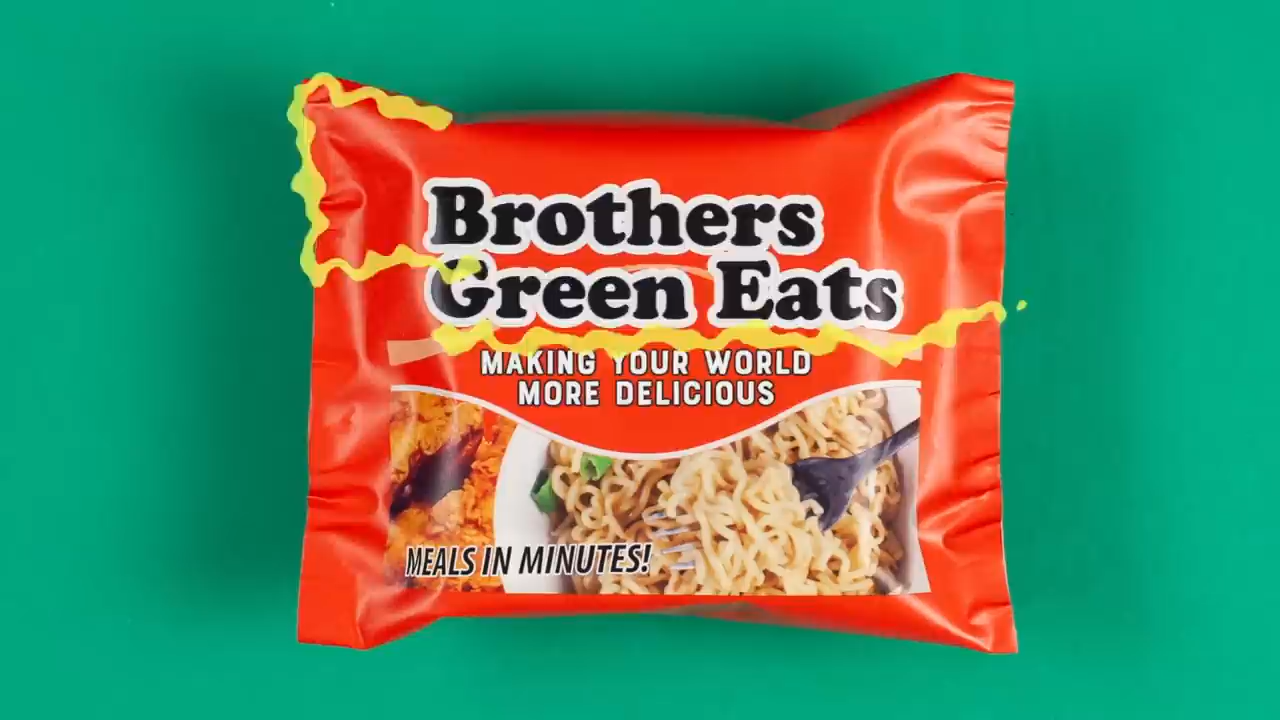 Brothers
Green Eats
MAKING YOUR WORLD
MORE DELICIOUS
MEALS IN MINUTES!